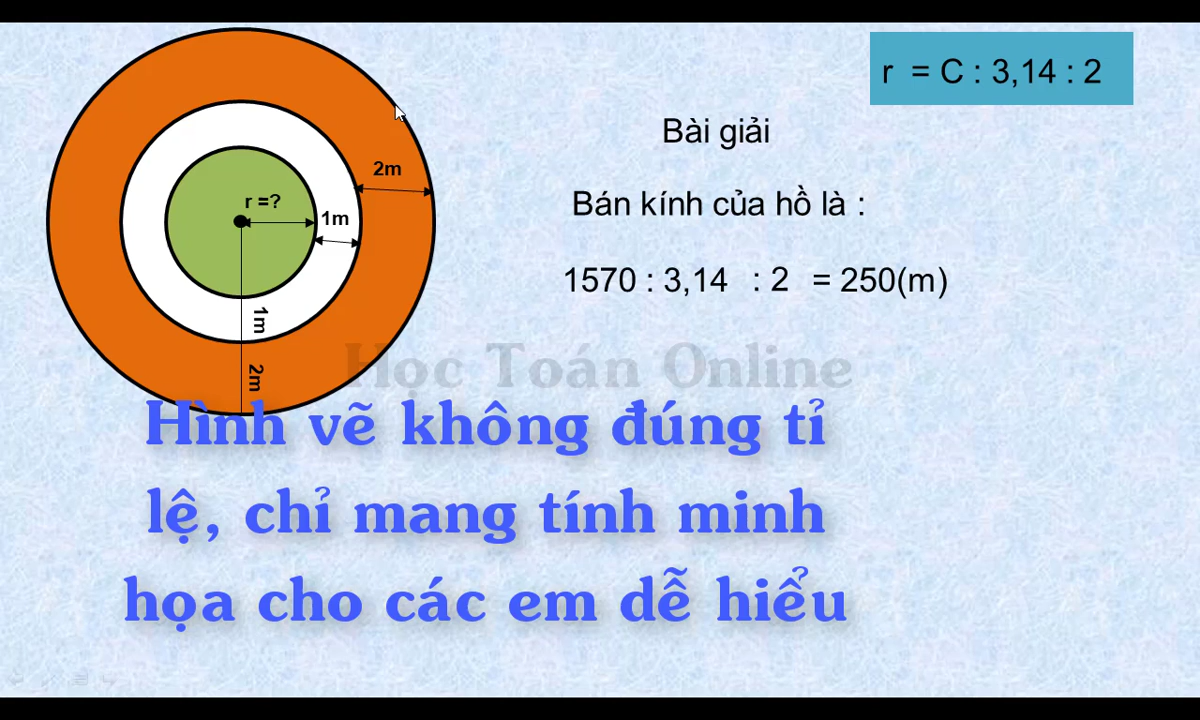 r = C : 3,14 : 2
Bài giải
Bán kính của hồ là :
1570 : 3,14 : 2 = 250(m)
2m
r =?
1m
1m
2m
Học Toán Online
Hình vẽ không đúng tỉ
lệ, chỉ mang tính minh
họa cho các em dễ hiểu